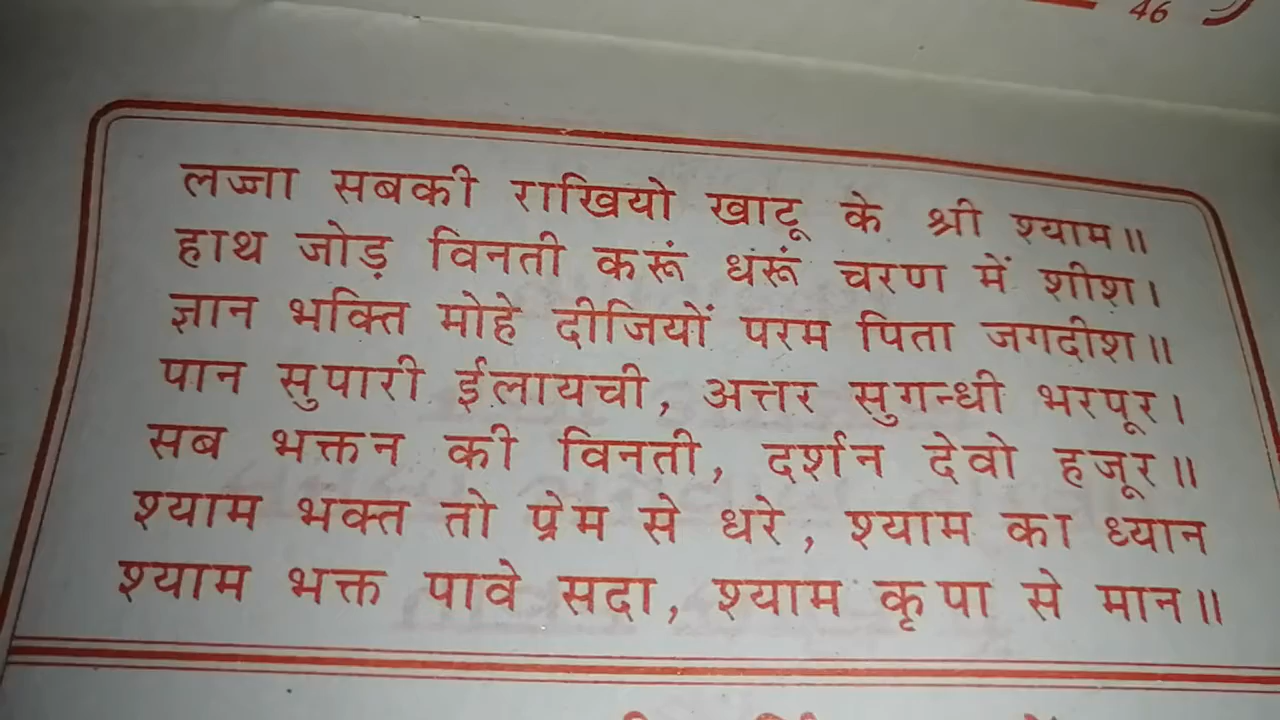 46
लज्जा सबकी राखियो खाटू के श्री श्याम॥
हाथ जोड़ विनती करूं धरूं चरण में शीश।
ज्ञान भक्ति मोहे दीजियों परम पिता जगदीश॥
पान सुपारी ईलायची, अत्तर सुगन्धी भरपूर।
सब भक्तन की विनती, दर्शन देवो हजूर॥
श्याम भक्त तो प्रेम से धरे, श्याम का ध्यान
श्याम भक्त पावे सदा, श्याम कृपा से मान॥